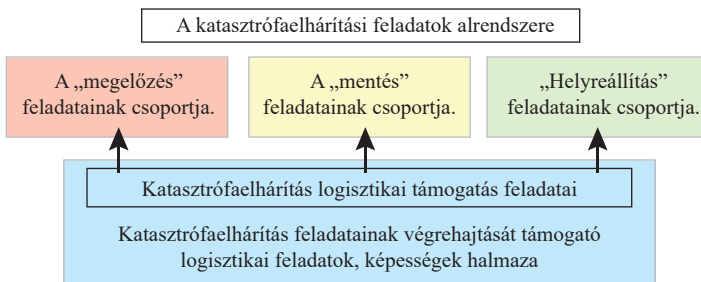 A katasztrófaelhárítási feladatok alrendszere
A „megelőzés”
feladatainak csoportja.
A „mentés”
feladatainak csoportja.
„Helyreállítás”
feladatainak csoportja.
Katasztrófaelhárítás logisztikai támogatás feladatai
Katasztrófaelhárítás feladatainak végrehajtását támogató
logisztikai feladatok, képességek halmaza